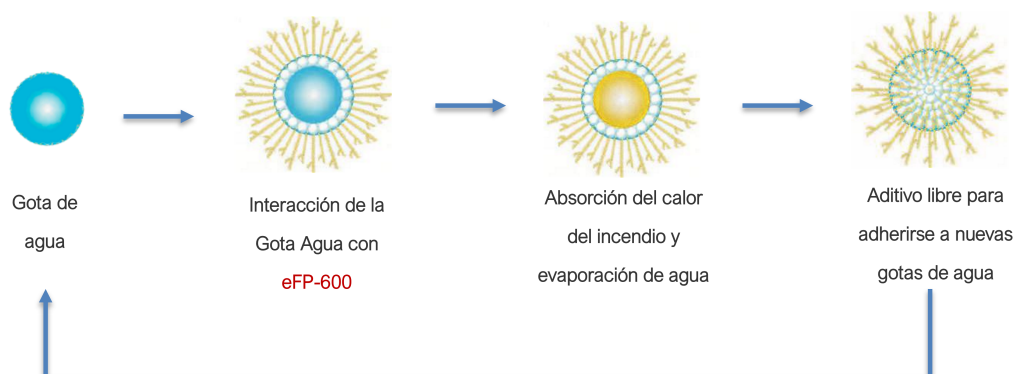 Gota de
agua
Interacción de la
Gota Agua con
eFP-600
Absorción del calor
del incendio y
evaporación de agua
Aditivo libre para
adherirse a nuevas
gotas de agua